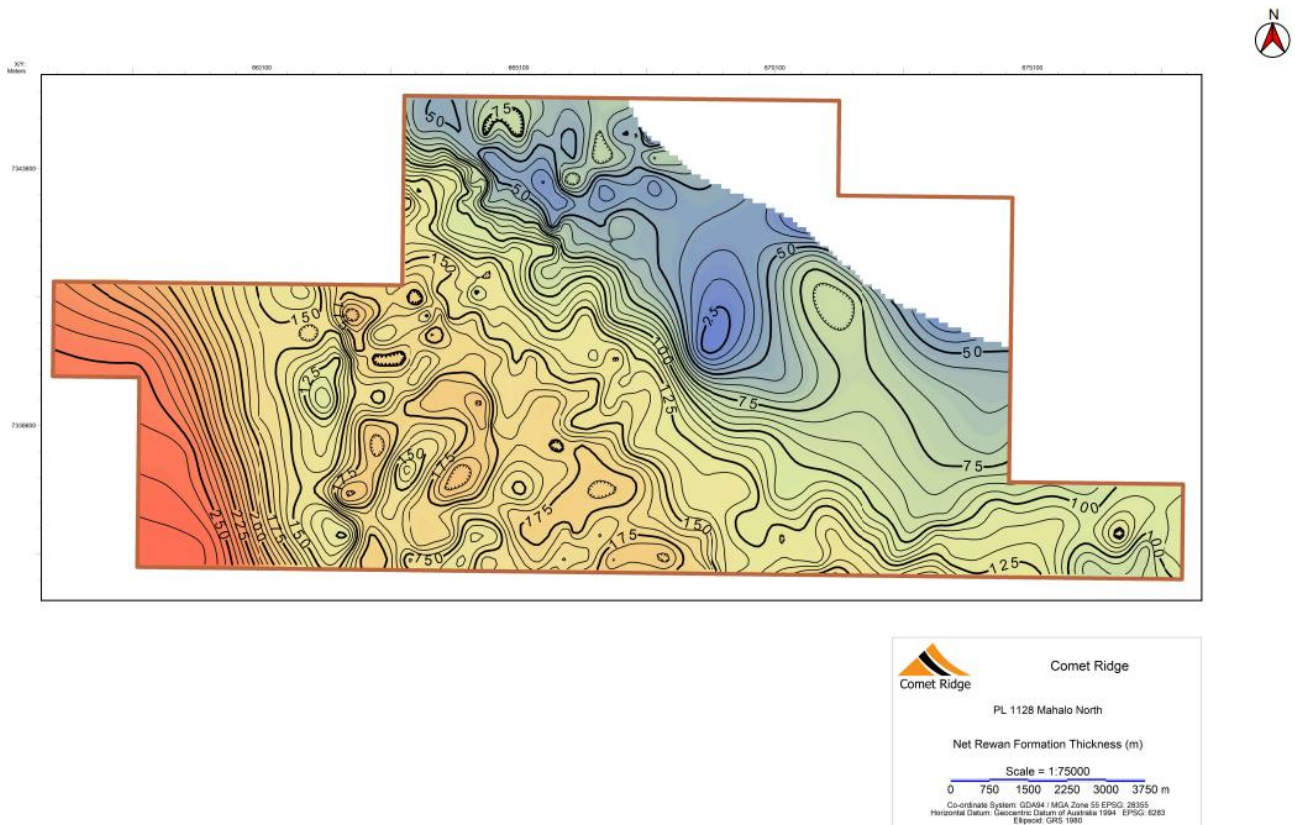 N
X/Y:
Meters
660100
665100
670100
675100
7343600
7338600
50
75
50
150
50
25
150
100
50
125
75
125
150
175
175
75
100
150
175
150
250
225
200
175
150
175
150
125
100
Comet Ridge
Comet Ridge
PL 1128 Mahalo North
Net Rewan Formation Thickness (m)
Scale = 1:75000
0 750 1500 2250 3000 3750 m
Co-ordinate System: GDA94 / MGA Zone 55 EPSG: 28355
Horizontal Datum: Geocentric Datum of Australia 1994 EPSG: 6283
Ellipsoid: GRS 1980